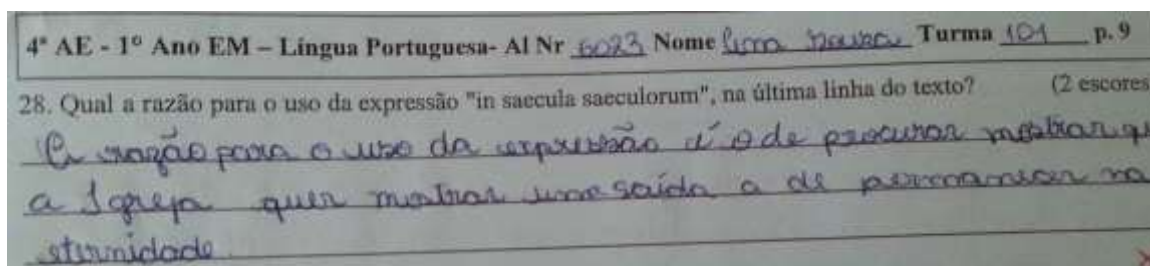 4ª AE - 1º Ano EM – Língua Portuguesa- Al Nr 6023 Nome Lima Turma 101 p. 9
28. Qual a razão para o uso da expressão "in saecula saeculorum", na última linha do texto? (2 escores
A razão para o uso da expressão é o de procurar mostrar qu
a Igreja quer mostrar uma saída a de permanecer na
eternidade